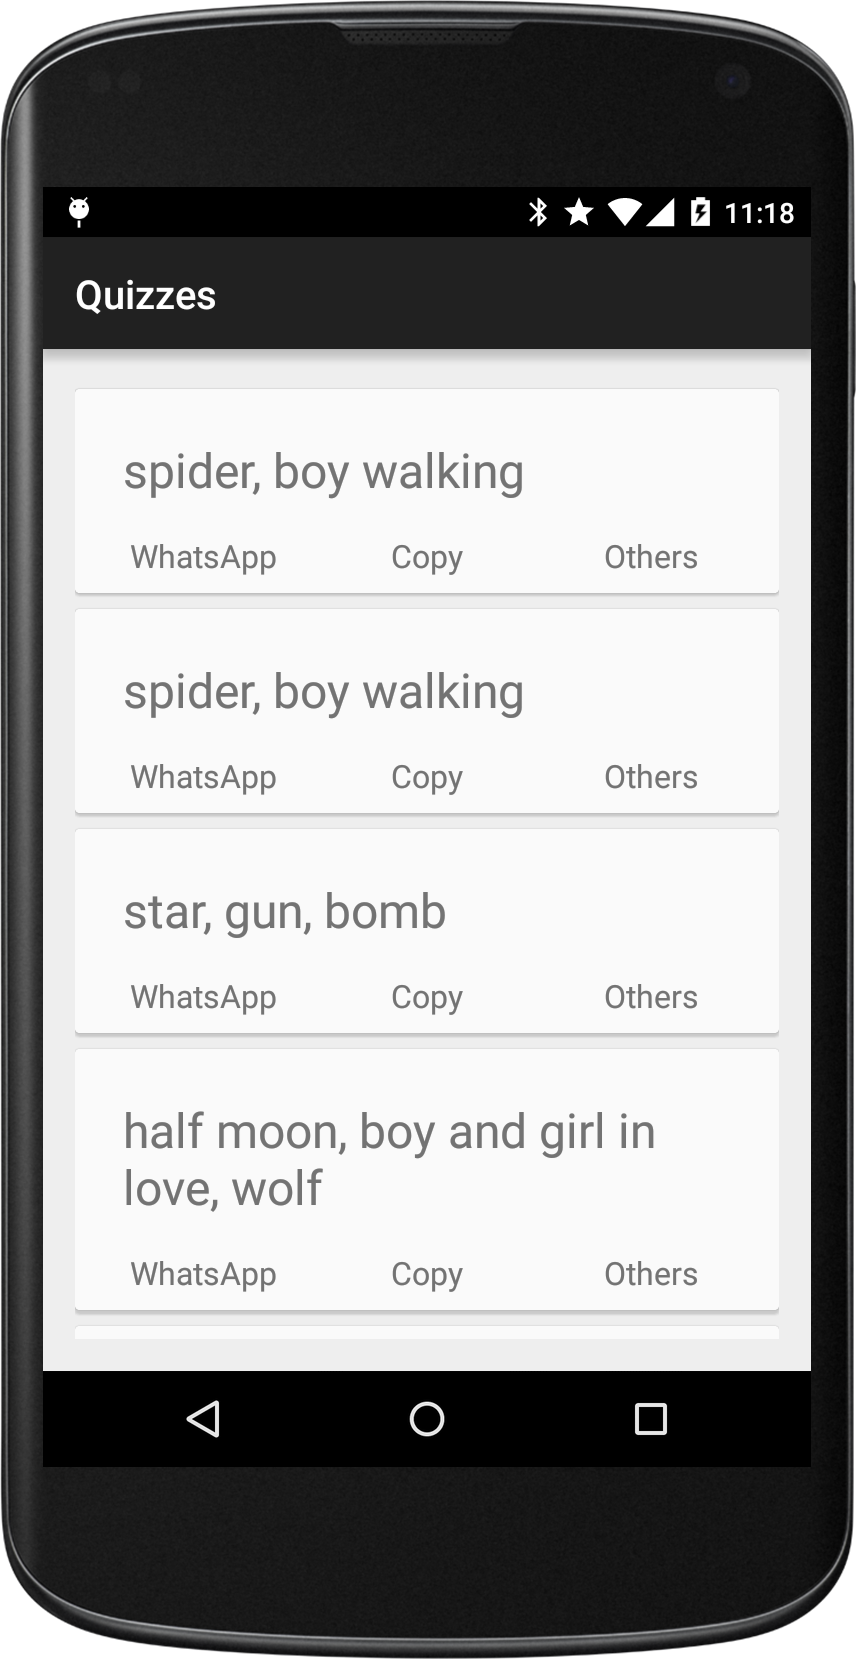 11:18
Quizzes
spider, boy walking
WhatsApp Copy Others
spider, boy walking
WhatsApp Copy Others
star, gun, bomb
WhatsApp Copy Others
half moon, boy and girl in
love, wolf
WhatsApp Copy Others